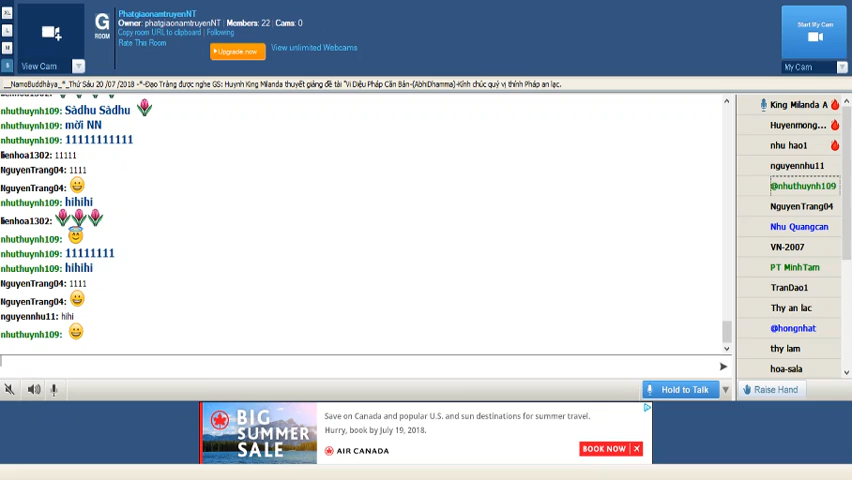 XL
L
M
S
View Cam
G
ROOM
PhatgiaonamtruyenNT
Owner: phatgiaonamtruyenNT | Members: 22 | Cams: 0
Copy room URL to clipboard | Following
Rate This Room
Upgrade now
View unlimited Webcams
Start My Cam
My Cam
__NamoBuddhàya_*_Thứ Sáu 20 /07 /2018 -*-Đạo Tràng được nghe GS: Huynh King Milanda thuyết giảng đề tài "Vi Diệu Pháp Căn Bản-(AbhiDhamma)-Kính chúc quý vị thính Pháp an lạc.
lienhoa1302:
nhuthuynh109: Sàdhu Sàdhu
nhuthuynh109: mời NN
nhuthuynh109: 11111111111
lienhoa1302: 11111
NguyenTrang04: 1111
NguyenTrang04:
nhuthuynh109: hihihi
lienhoa1302:
nhuthuynh109:
nhuthuynh109: 11111111
nhuthuynh109: hihihi
NguyenTrang04: 1111
NguyenTrang04:
nguyennhu11: hihi
nhuthuynh109:
King Milanda A
Huyenmong...
nhu hao1
nguyennhu11
@nhuthuynh109
NguyenTrang04
Nhu Quangcan
VN-2007
PT MinhTam
TranDao1
Thy an lac
@hongnhat
thy lam
hoa-sala
Hold to Talk
Raise Hand
BIG
SUMMER
SALE
Save on Canada and popular U.S. and sun destinations for summer travel.
Hurry, book by July 19, 2018.
AIR CANADA
BOOK NOW